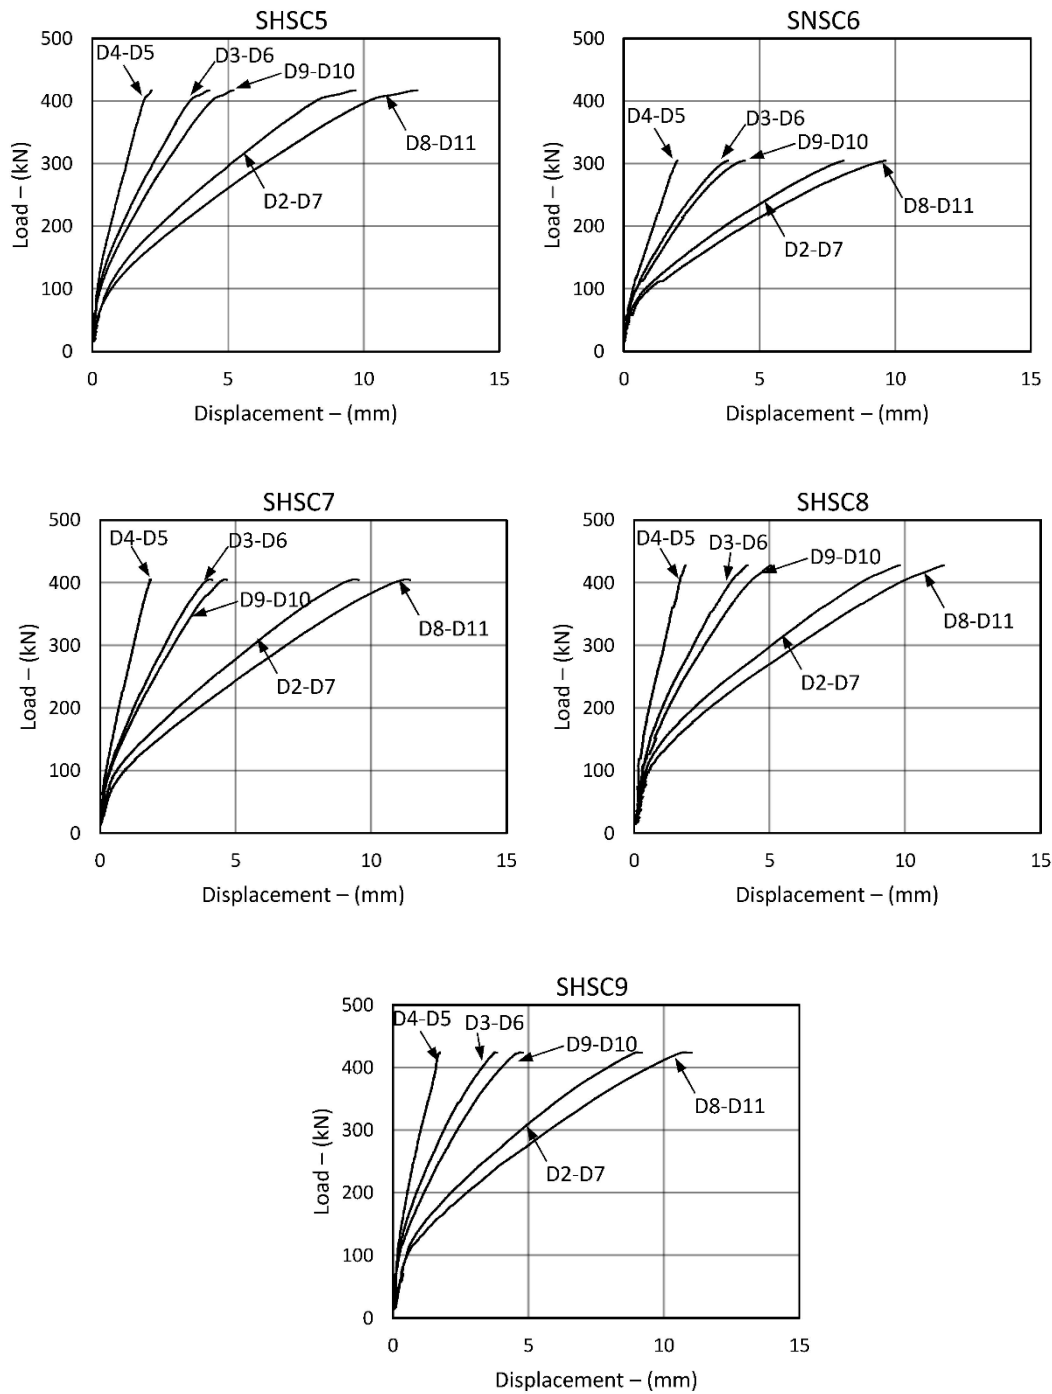 SHSC5
500
400
300
200
100
0
Load – (kN)
D4-D5
D3-D6
D9-D10
D8-D11
D2-D7
0 5 10 15
Displacement – (mm)
SNSC6
500
400
300
200
100
0
Load – (kN)
D4-D5
D3-D6
D9-D10
D8-D11
D2-D7
0 5 10 15
Displacement – (mm)
SHSC7
500
400
300
200
100
0
Load – (kN)
D4-D5
D3-D6
D9-D10
D8-D11
D2-D7
0 5 10 15
Displacement – (mm)
SHSC8
500
400
300
200
100
0
Load – (kN)
D4-D5
D3-D6
D9-D10
D8-D11
D2-D7
0 5 10 15
Displacement – (mm)
SHSC9
500
400
300
200
100
0
Load – (kN)
D4-D5
D3-D6
D9-D10
D8-D11
D2-D7
0 5 10 15
Displacement – (mm)